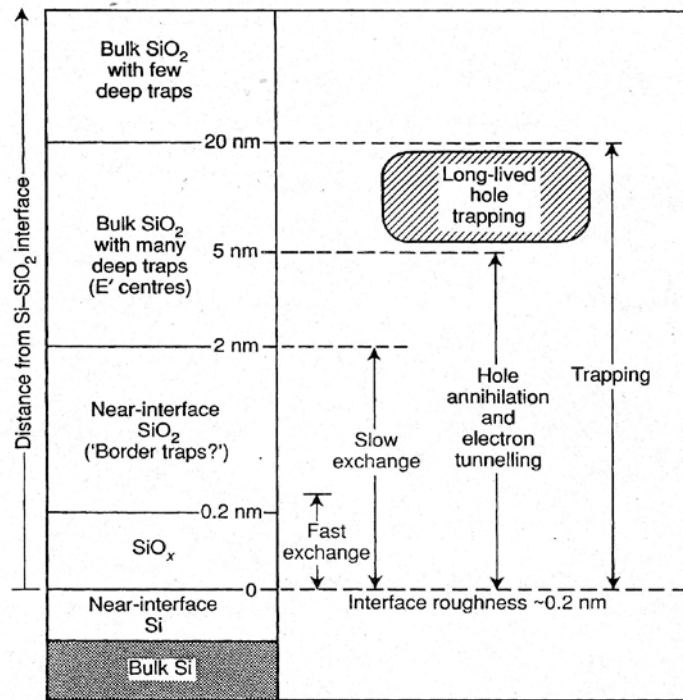 Distance from Si–SiO₂ interface
Bulk SiO₂
with few
deep traps
20 nm
Bulk SiO₂
with many
deep traps
(E′ centres)
5 nm
2 nm
Near-interface
SiO₂
('Border traps?')
0.2 nm
SiOₓ
0
Near-interface
Si
Bulk Si
Long-lived
hole
trapping
Trapping
Hole
annihilation
and
electron
tunnelling
Slow
exchange
Fast
exchange
Interface roughness ~0.2 nm